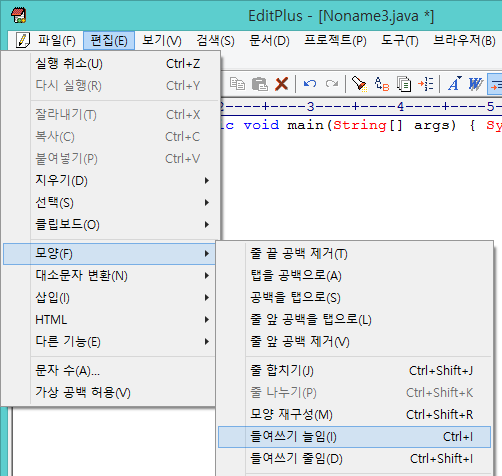 EditPlus - [Noname3.java *]
파일(F) 편집(E) 보기(V) 검색(S) 문서(D) 프로젝트(P) 도구(T) 브라우저(B)
실행 취소(U) Ctrl+Z
다시 실행(R) Ctrl+Y
잘라내기(T) Ctrl+X
복사(C) Ctrl+C
붙여넣기(P) Ctrl+V
지우기(D)
선택(S)
클립보드(O)
모양(F)
대소문자 변환(N)
삽입(I)
HTML
다른 기능(E)
문자 수(A)...
가상 공백 허용(V)
2----+----3----+----4----+----5-
ic void main(String[] args) { Sy
줄 끝 공백 제거(T)
탭을 공백으로(A)
공백을 탭으로(S)
줄 앞 공백을 탭으로(L)
줄 앞 공백 제거(V)
줄 합치기(J) Ctrl+Shift+J
줄 나누기(P) Ctrl+Shift+K
모양 재구성(M) Ctrl+Shift+R
들여쓰기 늘임(I) Ctrl+I
들여쓰기 줄임(D) Ctrl+Shift+I